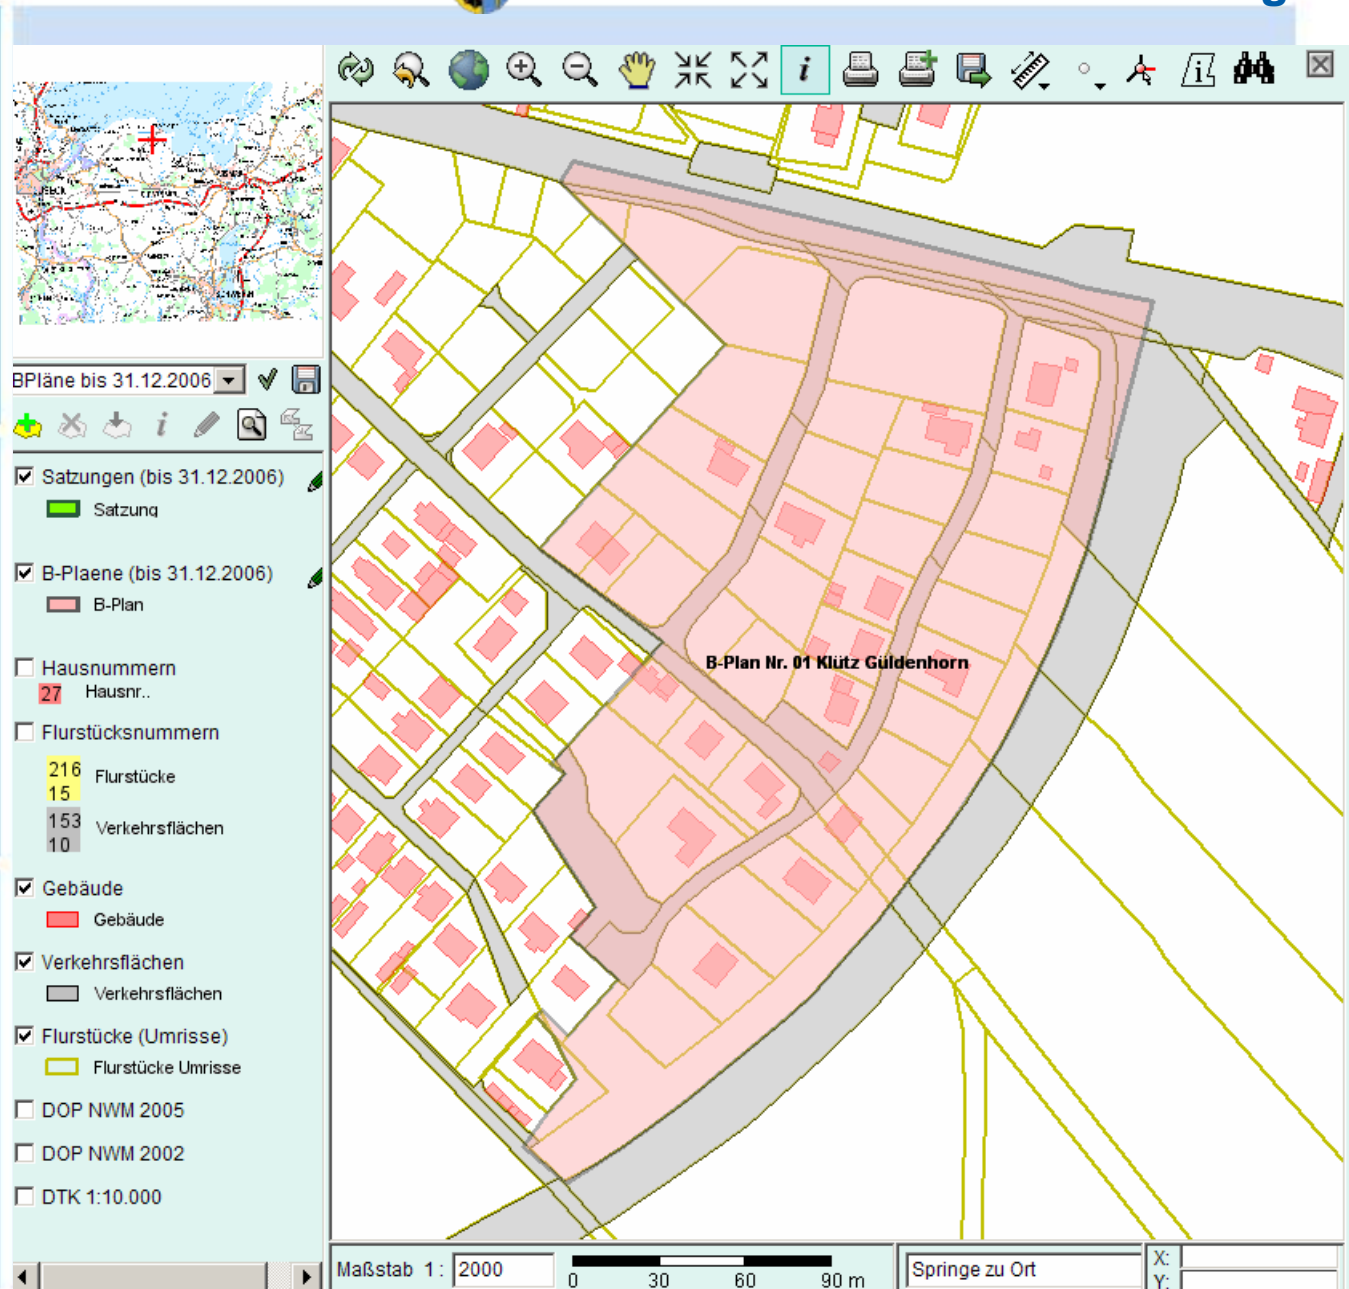 g
BPläne bis 31.12.2006
Satzungen (bis 31.12.2006)
Satzung
B-Plaene (bis 31.12.2006)
B-Plan
Hausnummern
27 Hausnr..
Flurstücksnummern
216
15
Flurstücke
153
10
Verkehrsflächen
Gebäude
Gebäude
Verkehrsflächen
Verkehrsflächen
Flurstücke (Umrisse)
Flurstücke Umrisse
DOP NWM 2005
DOP NWM 2002
DTK 1:10.000
i
i
i
B-Plan Nr. 01 Klütz Güldenhorn
Maßstab 1 : 2000
0 30 60 90 m
Springe zu Ort
X:
Y: